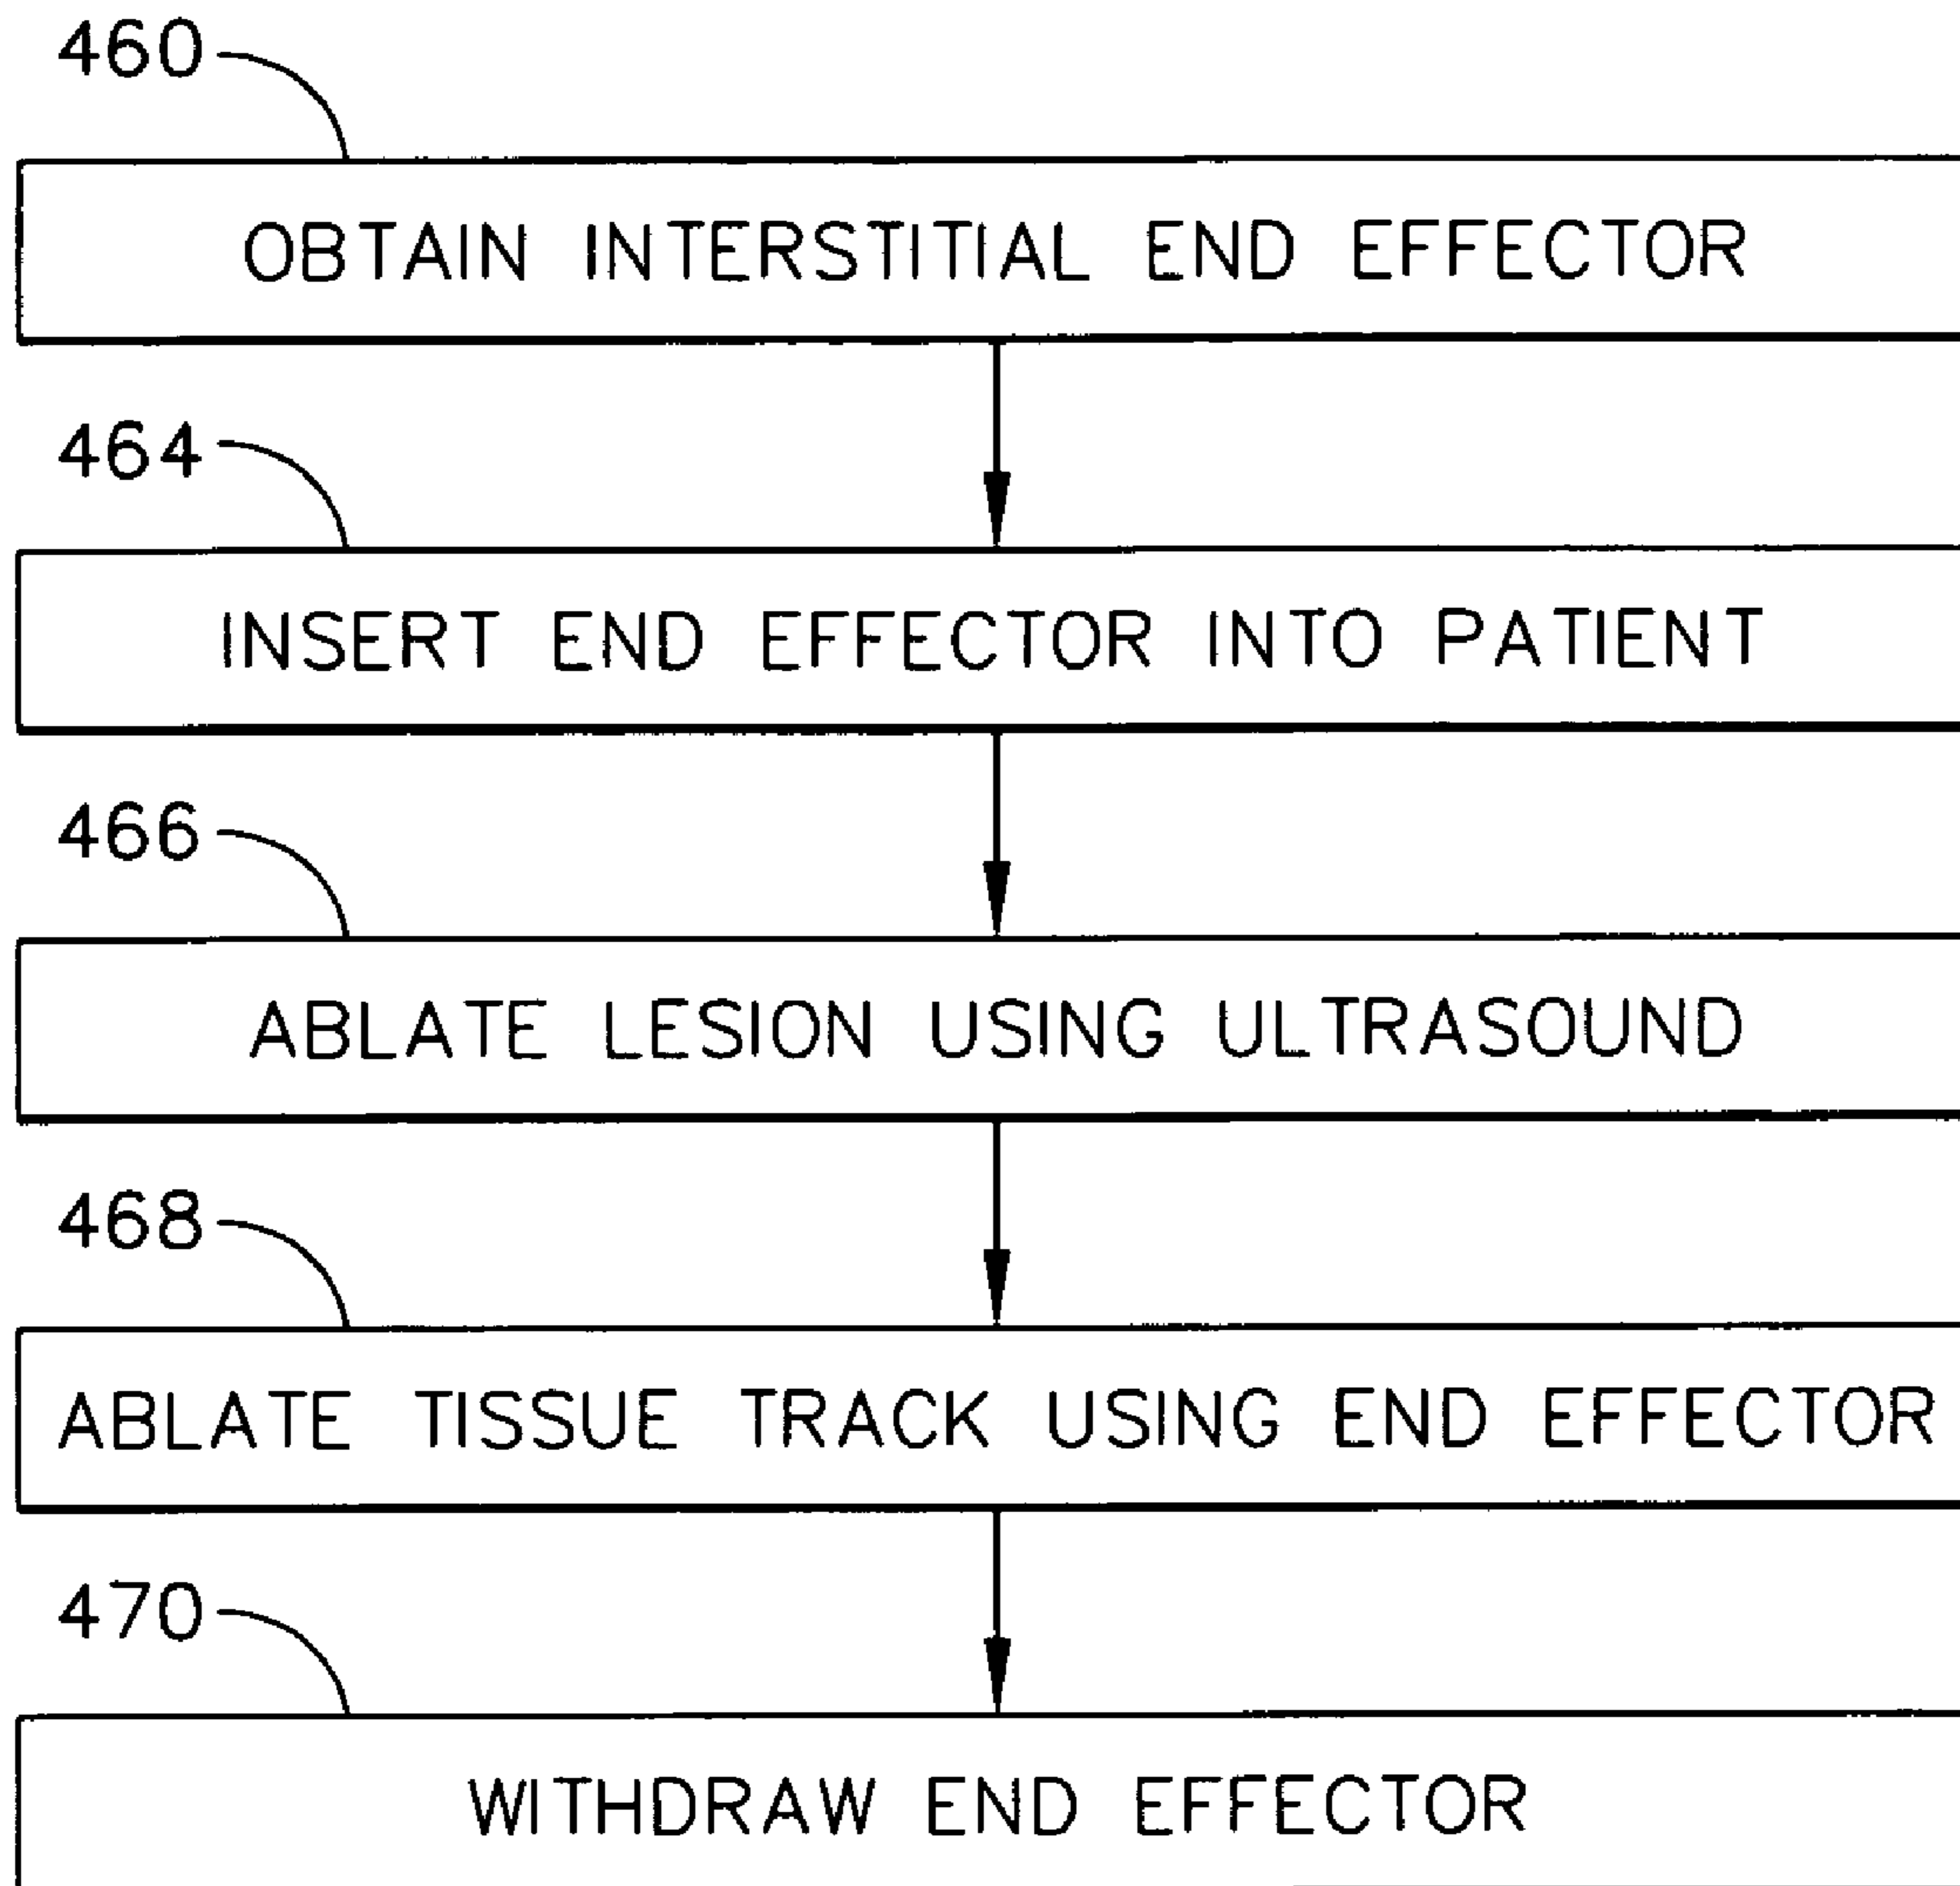 460
OBTAIN INTERSTITIAL END EFFECTOR
464
INSERT END EFFECTOR INTO PATIENT
466
ABLATE LESION USING ULTRASOUND
468
ABLATE TISSUE TRACK USING END EFFECTOR
470
WITHDRAW END EFFECTOR